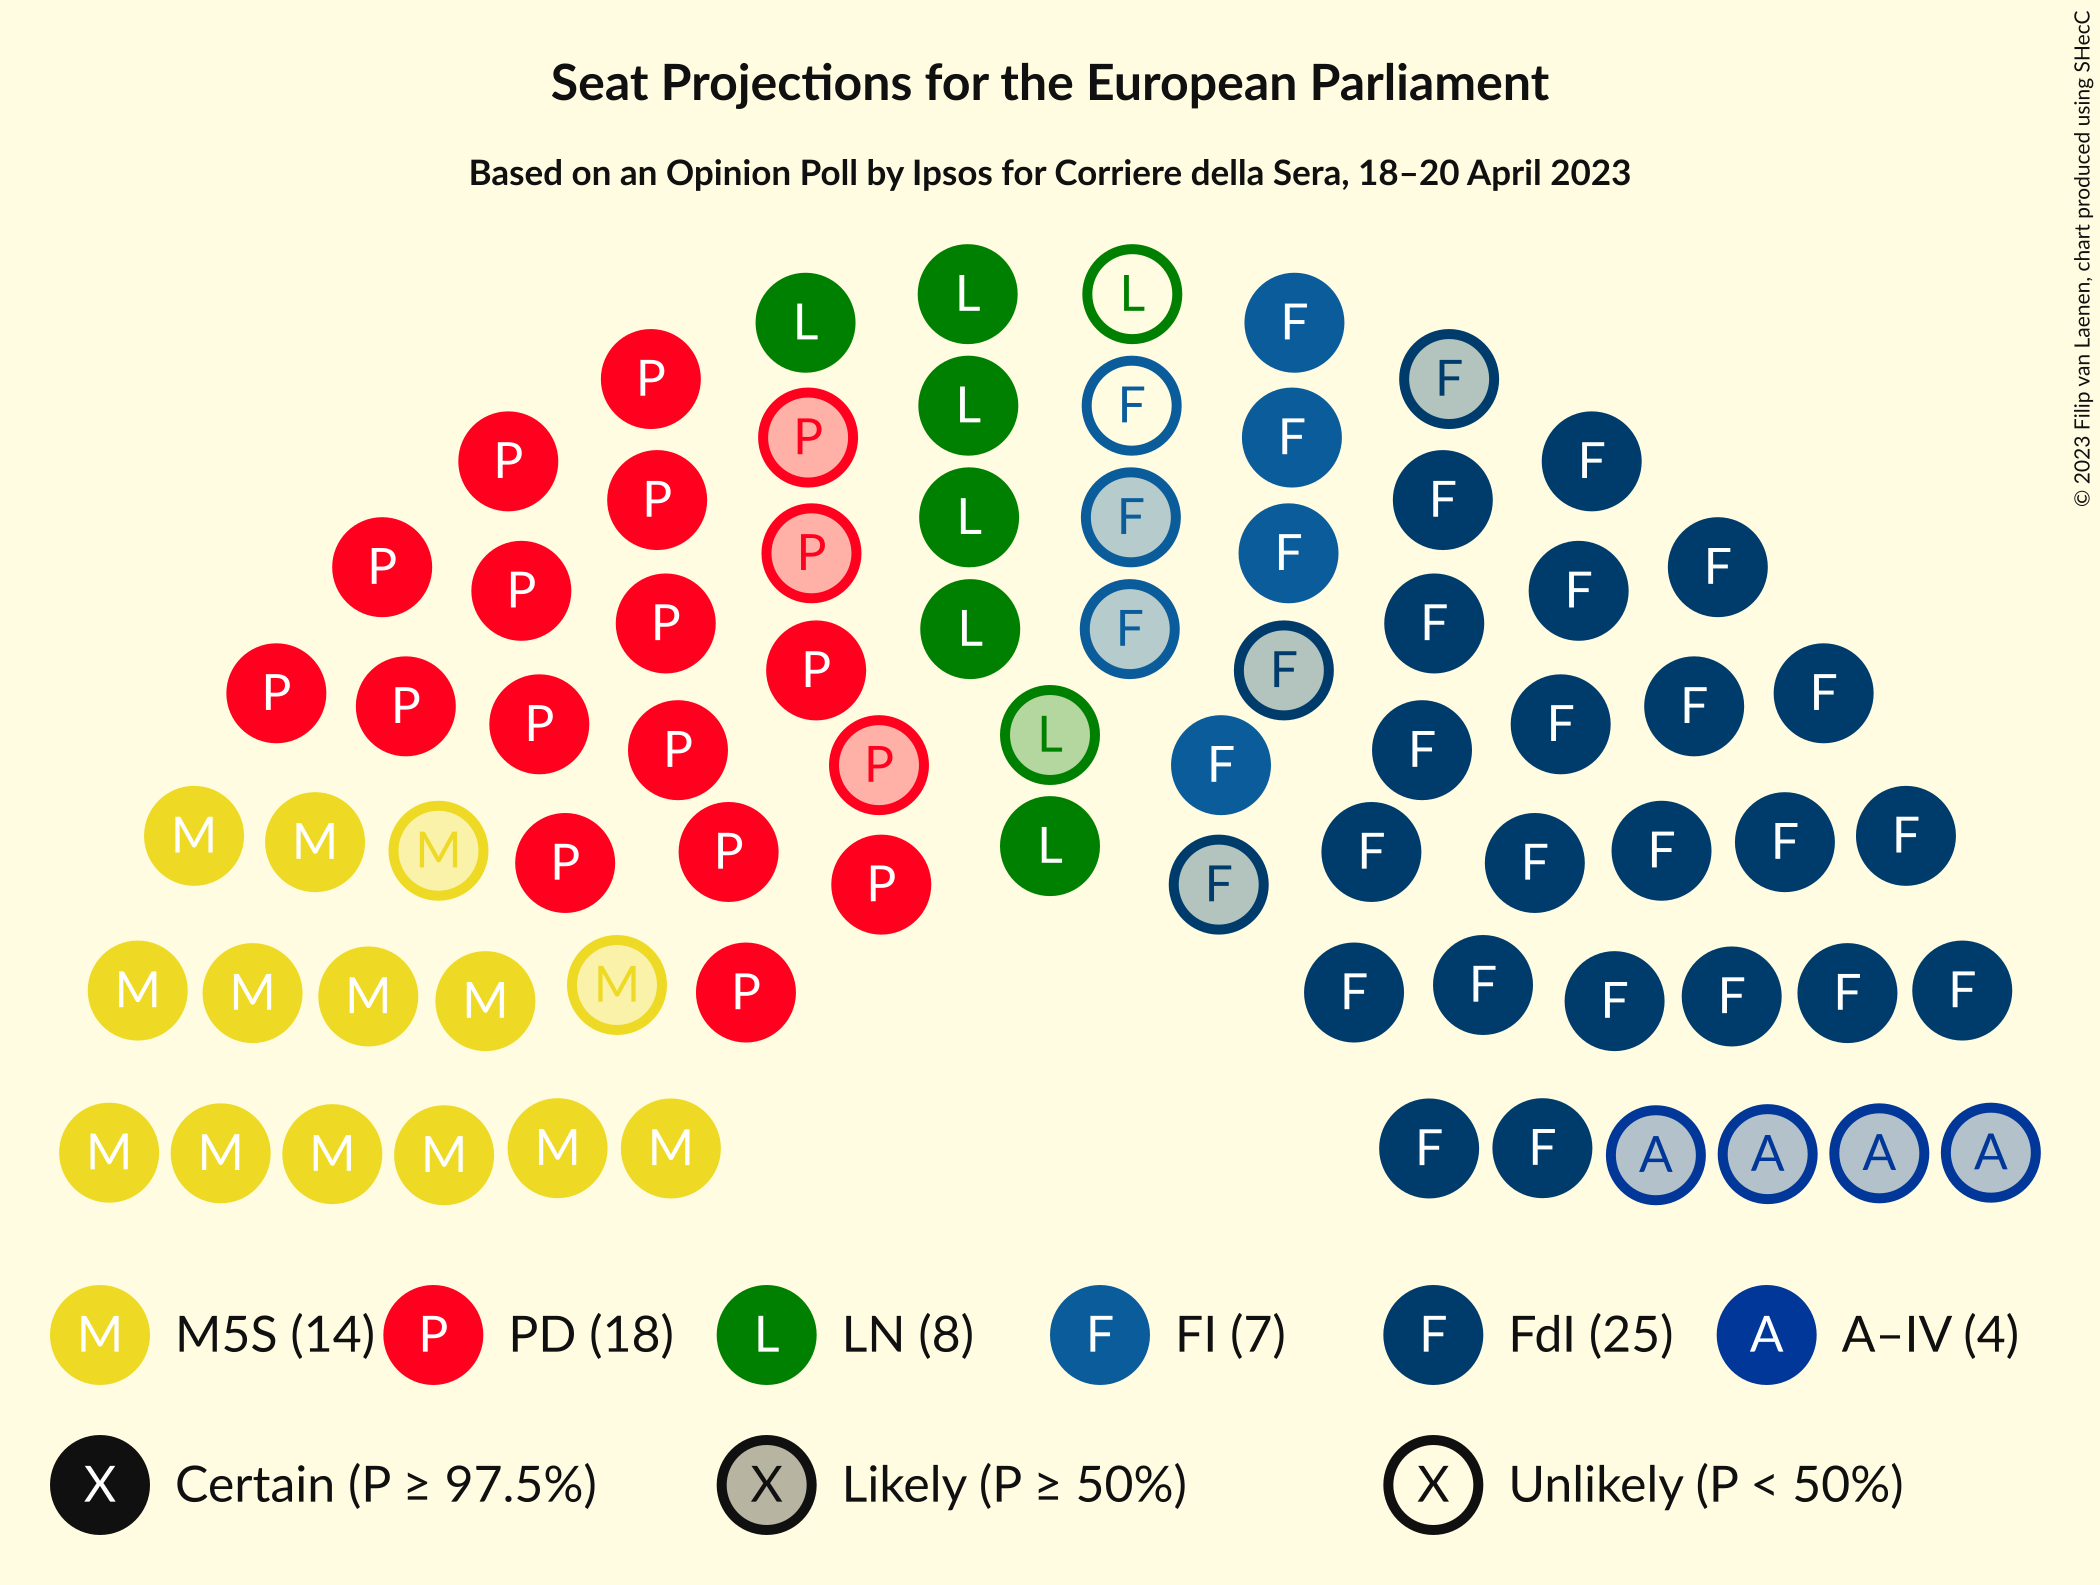 Seat Projections for the European Parliament
Based on an Opinion Poll by Ipsos for Corriere della Sera, 18–20 April 2023
© 2023 Filip van Laenen, chart produced using SHecC
L L
L F
P L L F F
P P L F F F
P P L F F F
P P P L F F F F
P P P L F F F F
P P P P L F F F F F
M M M P P P L F F F F F F
M M M M M P F F F F F F
M M M M M M F F A A A A
M M5S (14) P PD (18) L LN (8) F FI (7) F FdI (25) A A–IV (4)
X Certain (P ≥ 97.5%) X Likely (P ≥ 50%) X Unlikely (P < 50%)